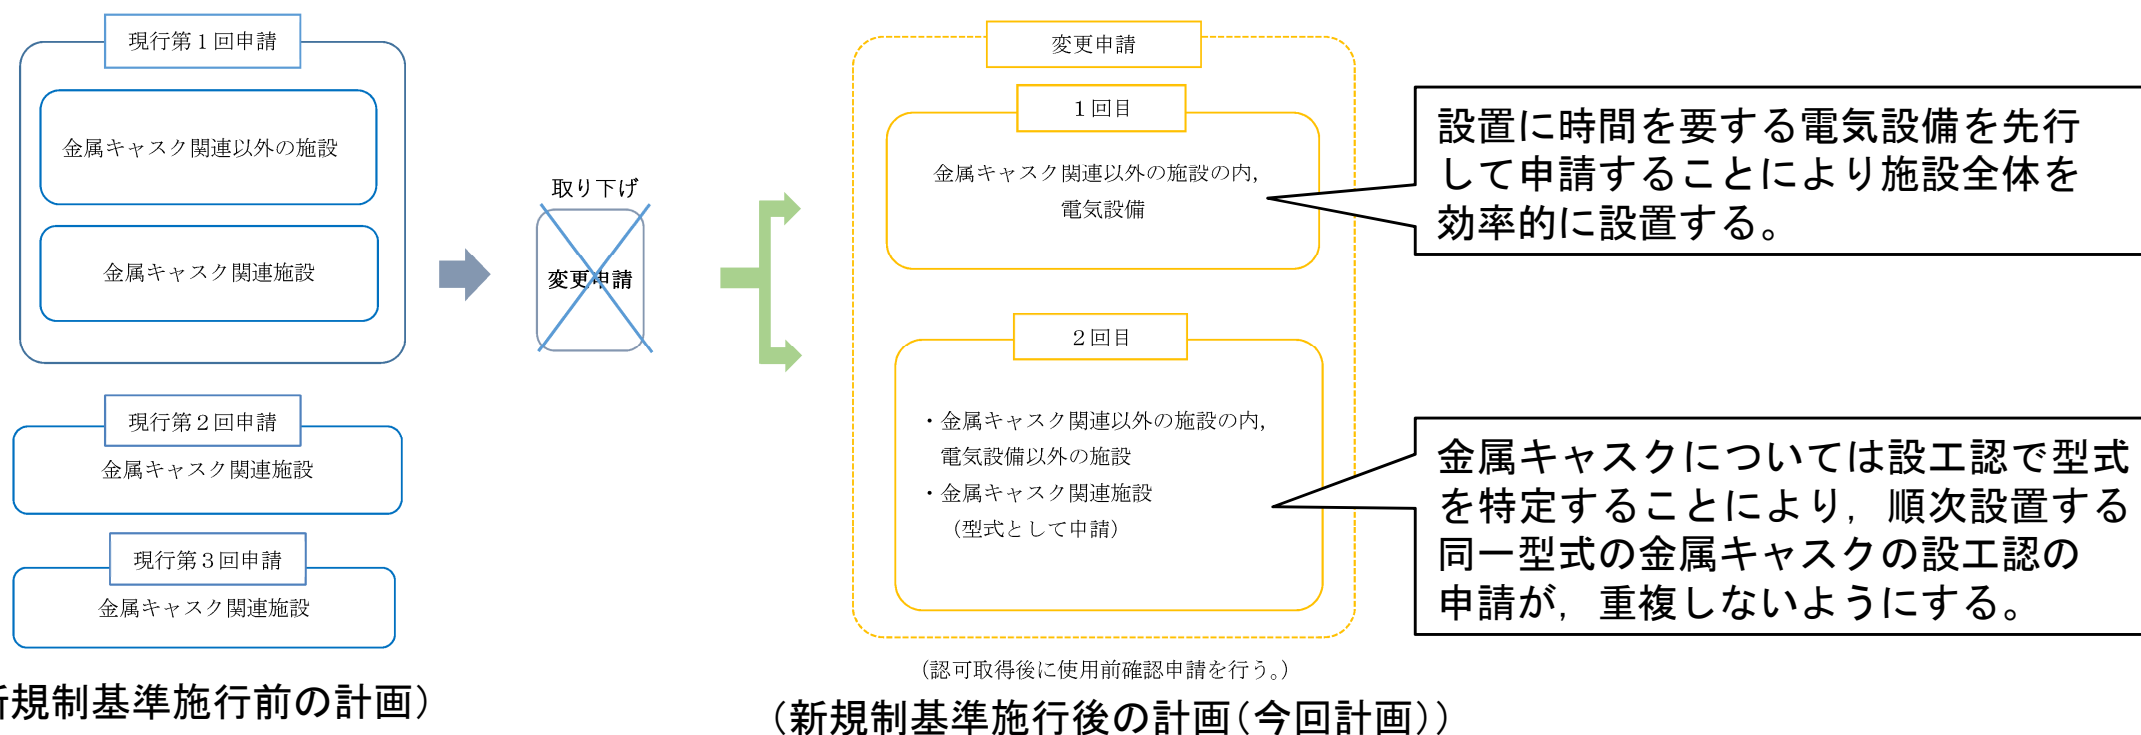 現行第１回申請
金属キャスク関連以外の施設
金属キャスク関連施設
現行第２回申請
金属キャスク関連施設
現行第３回申請
金属キャスク関連施設
規制基準施行前の計画）
取り下げ
変更申請
変更申請
１回目
金属キャスク関連以外の施設の内，
電気設備
２回目
・金属キャスク関連以外の施設の内，
電気設備以外の施設
・金属キャスク関連施設
（型式として申請）
（認可取得後に使用前確認申請を行う。）
（新規制基準施行後の計画（今回計画））
設置に時間を要する電気設備を先行
して申請することにより施設全体を
効率的に設置する。
金属キャスクについては設工認で型式
を特定することにより，順次設置する
同一型式の金属キャスクの設工認の
申請が，重複しないようにする。